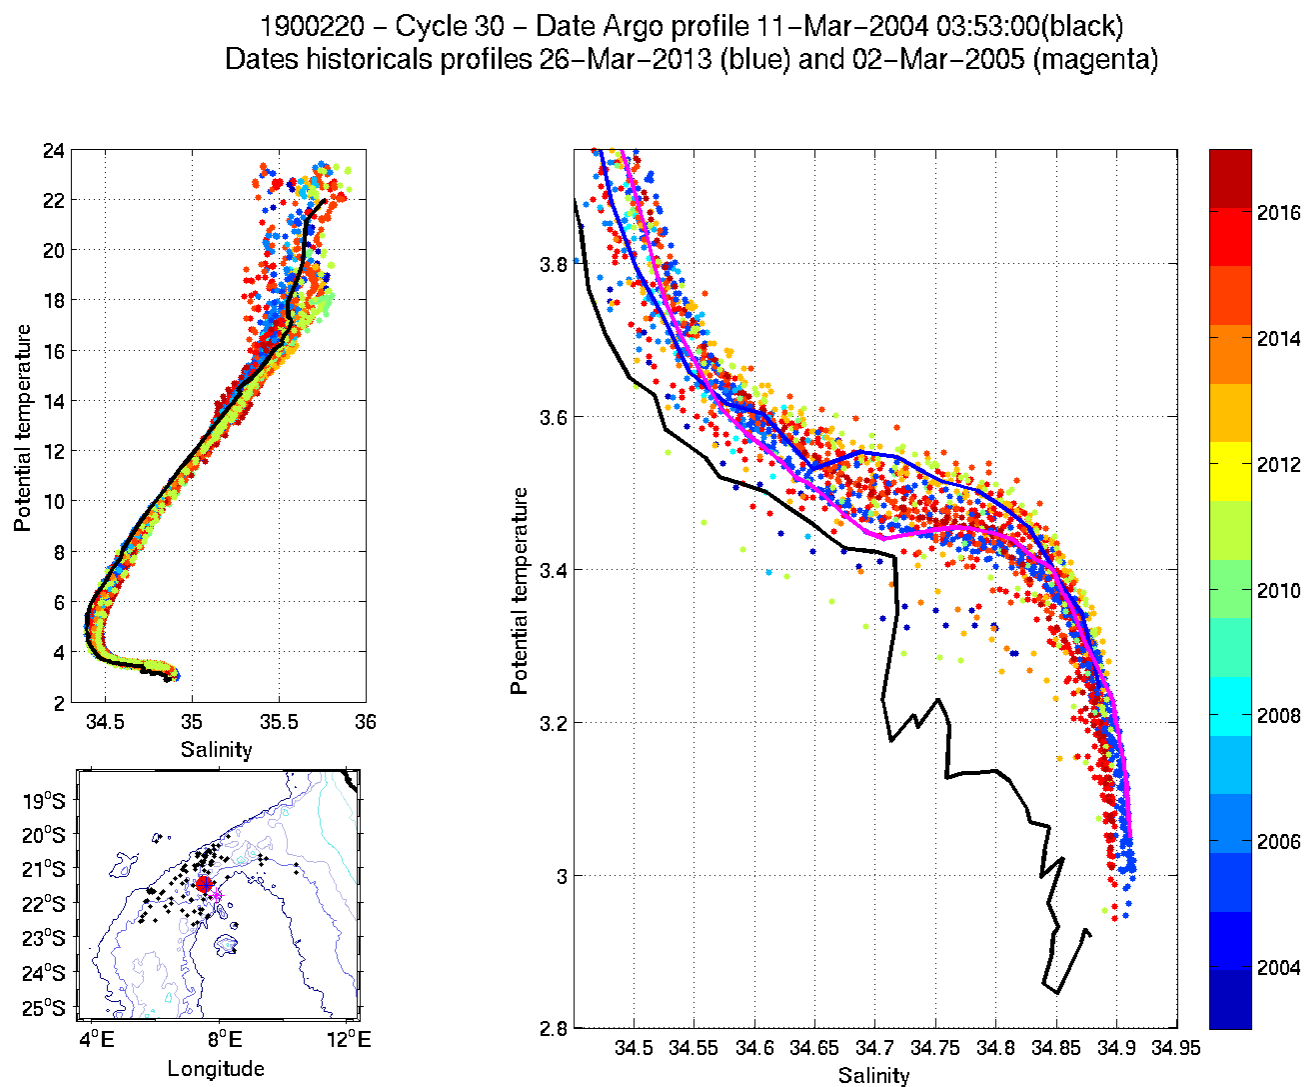 1900220 − Cycle 30 − Date Argo profile 11−Mar−2004 03:53:00(black)
Dates historicals profiles 26−Mar−2013 (blue) and 02−Mar−2005 (magenta)
24
22
20
18
16
14
12
10
8
6
4
2
Potential temperature
34.5 35 35.5 36
Salinity
19°S
20°S
21°S
22°S
23°S
24°S
25°S
4°E 8°E 12°E
Longitude
3.8
3.6
3.4
3.2
3
2.8
Potential temperature
34.5 34.55 34.6 34.65 34.7 34.75 34.8 34.85 34.9 34.95
Salinity
2016
2014
2012
2010
2008
2006
2004